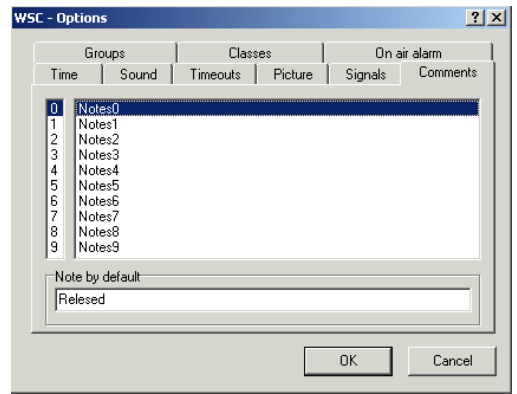 WSC - Options
Groups Classes On air alarm
Time Sound Timeouts Picture Signals Comments
0 Notes0
1 Notes1
2 Notes2
3 Notes3
4 Notes4
5 Notes5
6 Notes6
7 Notes7
8 Notes8
9 Notes9
Note by default
Relesed
OK Cancel